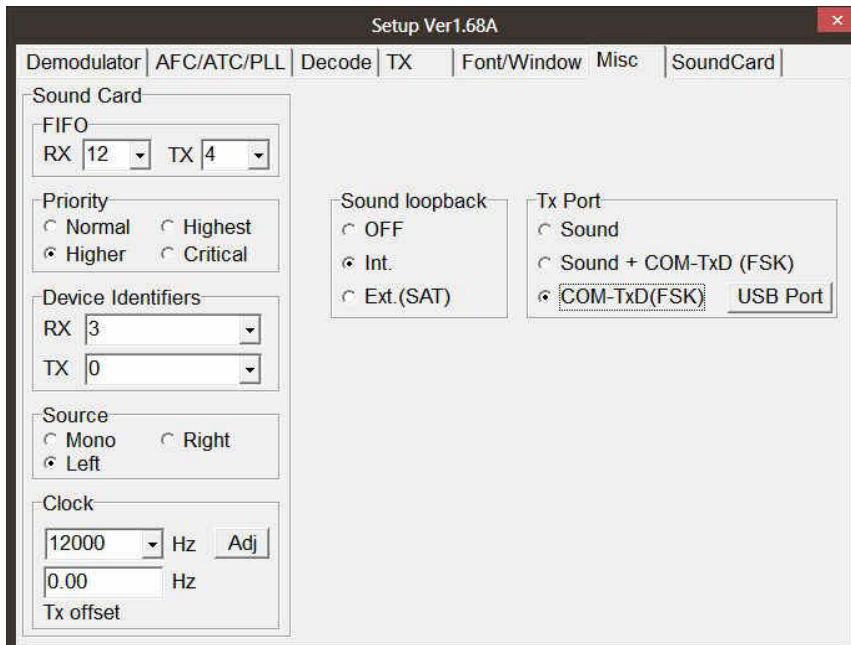 Setup Ver1.68A
Demodulator AFC/ATC/PLL Decode TX Font/Window Misc SoundCard
Sound Card
FIFO
RX 12 TX 4
Priority
Normal Highest
Higher Critical
Device Identifiers
RX 3
TX 0
Source
Mono Right
Left
Clock
12000 Hz Adj
0.00 Hz
Tx offset
Sound loopback
OFF
Int.
Ext.(SAT)
Tx Port
Sound
Sound + COM-TxD (FSK)
COM-TxD(FSK) USB Port